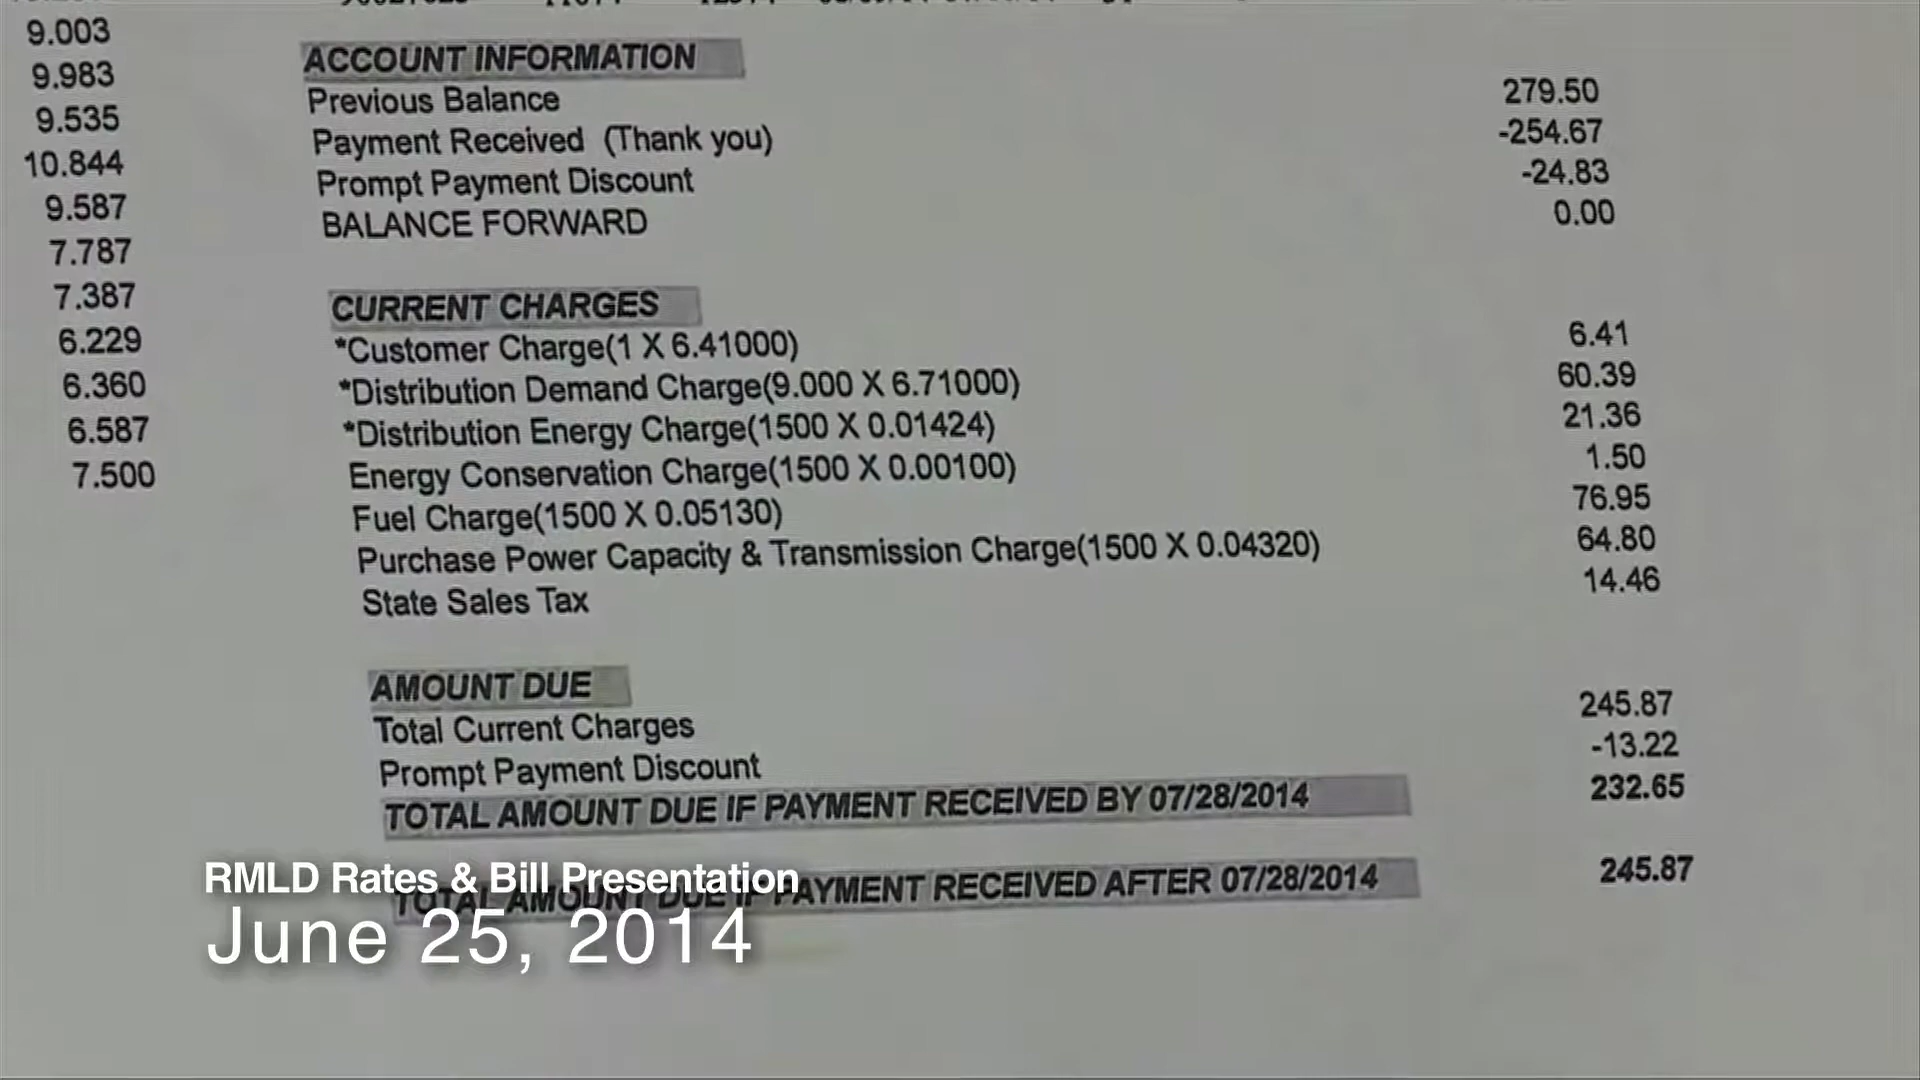 9.003
9.983
9.535
10.844
9.587
7.787
7.387
6.229
6.360
6.587
7.500
ACCOUNT INFORMATION
Previous Balance 279.50
Payment Received (Thank you) -254.67
Prompt Payment Discount -24.83
BALANCE FORWARD 0.00
CURRENT CHARGES
*Customer Charge(1 X 6.41000) 6.41
*Distribution Demand Charge(9.000 X 6.71000) 60.39
*Distribution Energy Charge(1500 X 0.01424) 21.36
Energy Conservation Charge(1500 X 0.00100) 1.50
Fuel Charge(1500 X 0.05130) 76.95
Purchase Power Capacity & Transmission Charge(1500 X 0.04320) 64.80
State Sales Tax 14.46
AMOUNT DUE
Total Current Charges 245.87
Prompt Payment Discount -13.22
TOTAL AMOUNT DUE IF PAYMENT RECEIVED BY 07/28/2014 232.65
TOTAL AMOUNT DUE IF PAYMENT RECEIVED AFTER 07/28/2014 245.87
RMLD Rates & Bill Presentation
June 25, 2014